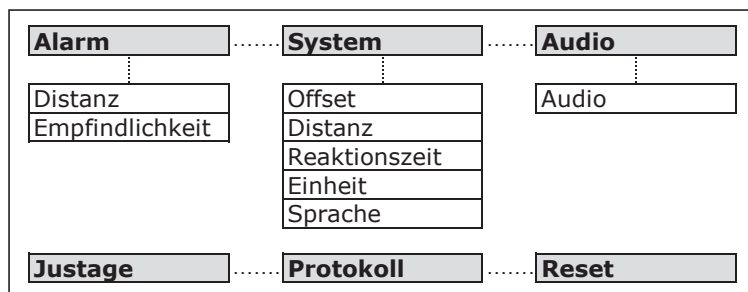 Alarm
System
Audio
Distanz
Empfindlichkeit
Offset
Distanz
Reaktionszeit
Einheit
Sprache
Audio
Justage
Protokoll
Reset